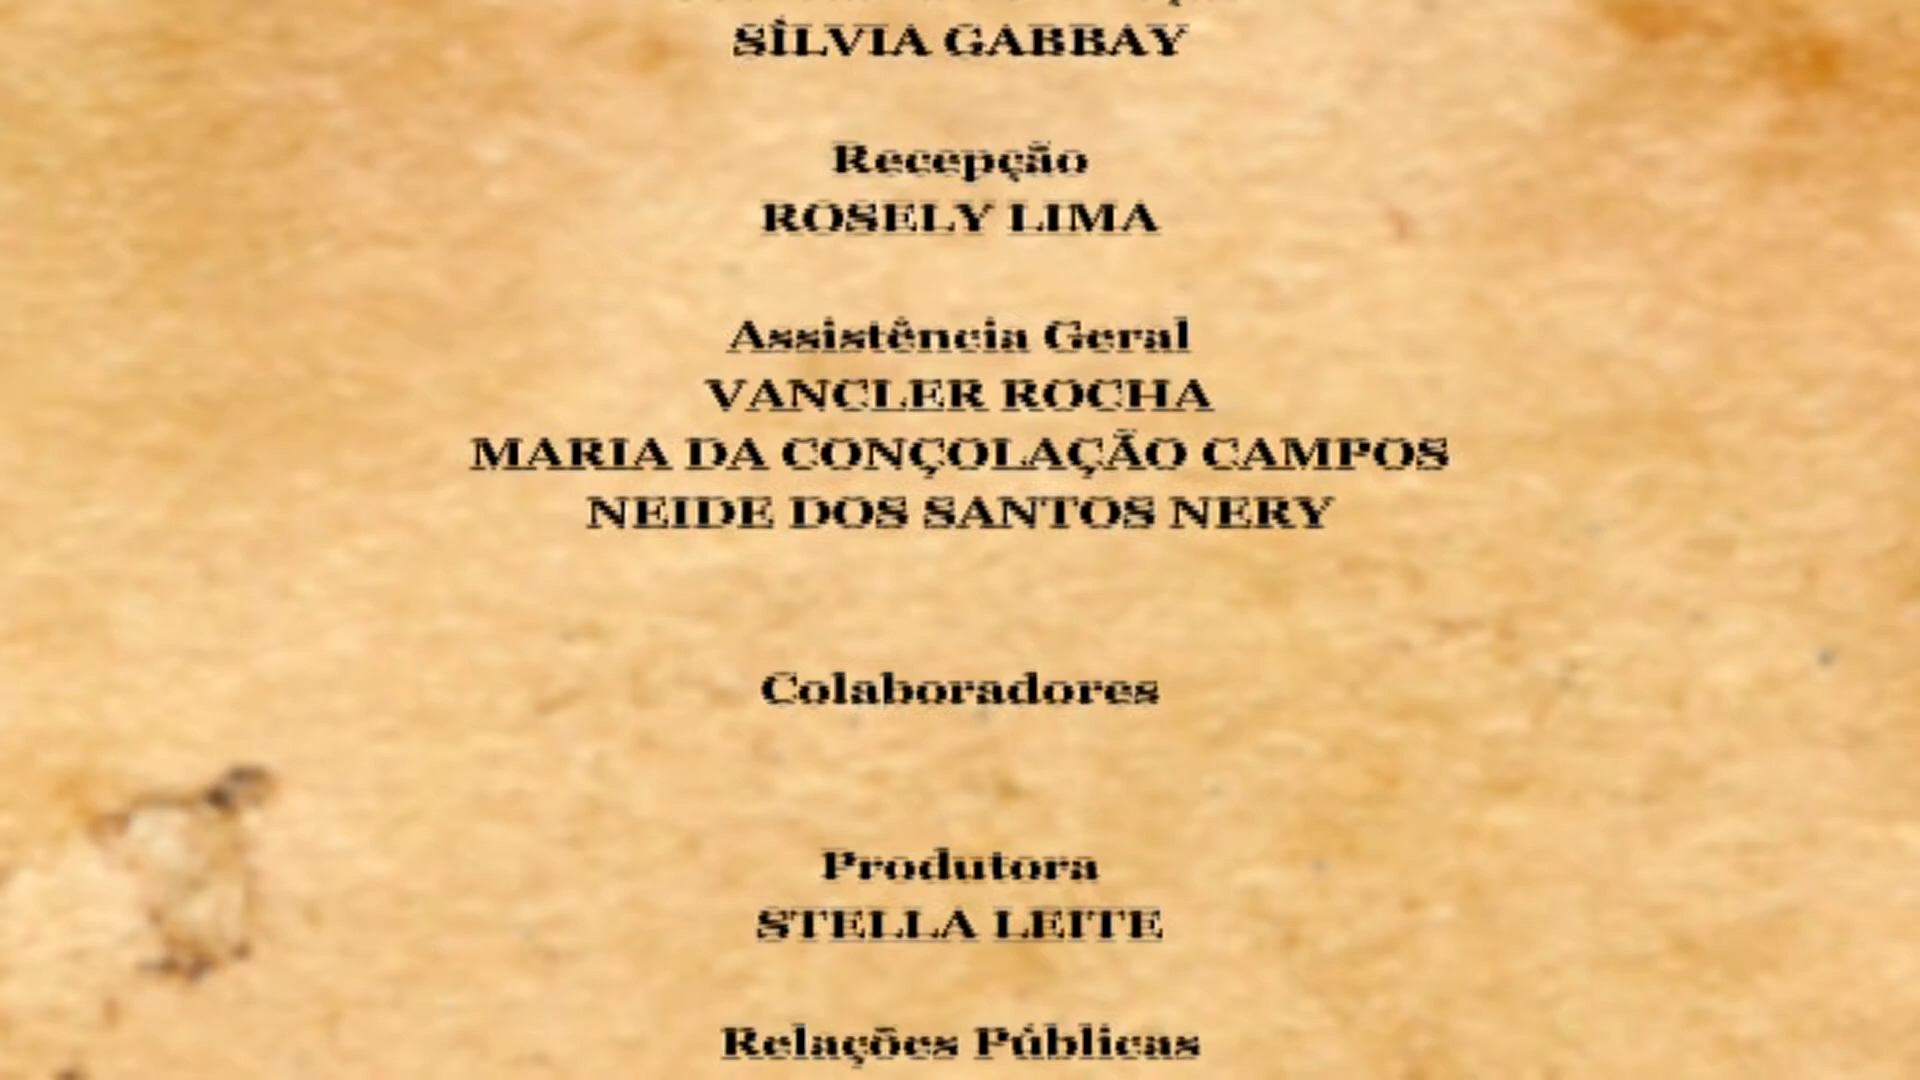 SÌLVIA GABBAY
Recepção
ROSELY LIMA
Assistência Geral
VANCLER ROCHA
MARIA DA CONÇOLAÇÃO CAMPOS
NEIDE DOS SANTOS NERY
Colaboradores
Produtora
STELLA LEITE
Relações Públicas